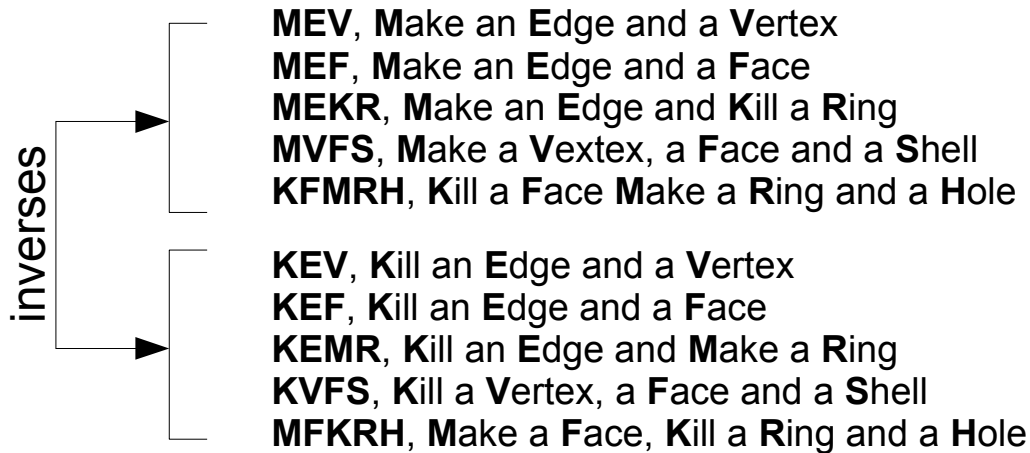 inverses
MEV, Make an Edge and a Vertex
MEF, Make an Edge and a Face
MEKR, Make an Edge and Kill a Ring
MVFS, Make a Vextex, a Face and a Shell
KFMRH, Kill a Face Make a Ring and a Hole
KEV, Kill an Edge and a Vertex
KEF, Kill an Edge and a Face
KEMR, Kill an Edge and Make a Ring
KVFS, Kill a Vertex, a Face and a Shell
MFKRH, Make a Face, Kill a Ring and a Hole